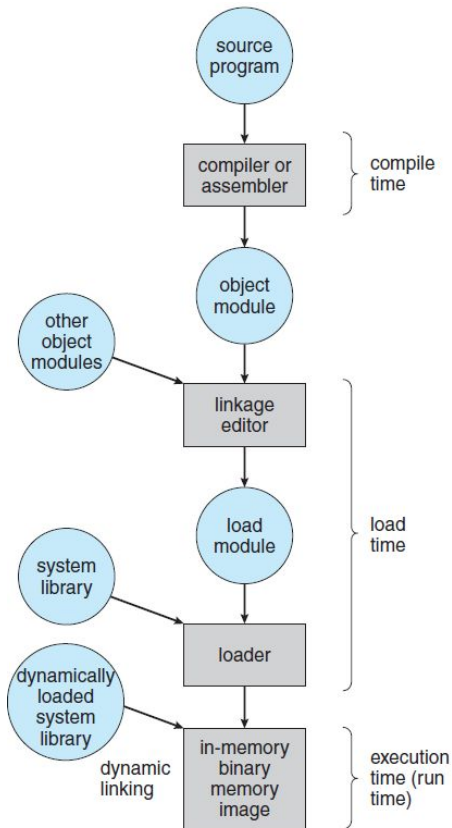 source
program
compiler or
assembler
compile
time
object
module
other
object
modules
linkage
editor
load
module
load
time
system
library
loader
dynamically
loaded
system
library
dynamic
linking
in-memory
binary
memory
image
execution
time (run
time)